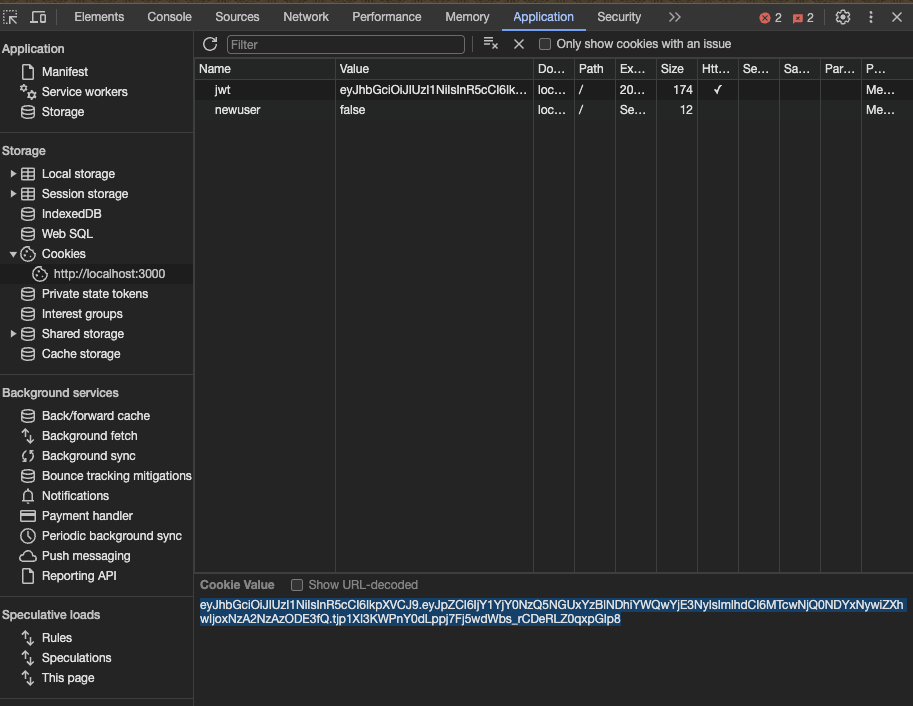 Elements Console Sources Network Performance Memory Application Security 2 2
Application
Manifest
Service workers
Storage
Storage
Local storage
Session storage
IndexedDB
Web SQL
Cookies
http://localhost:3000
Private state tokens
Interest groups
Shared storage
Cache storage
Background services
Back/forward cache
Background fetch
Background sync
Bounce tracking mitigations
Notifications
Payment handler
Periodic background sync
Push messaging
Reporting API
Speculative loads
Rules
Speculations
This page
Filter Only show cookies with an issue
Name Value Do... Path Ex... Size Htt... Se... Sa... Par... P...
jwt eyJhbGciOiJIUzI1NiIsInR5cCI6Ik... loc... / 20... 174 ✓ Me...
newuser false loc... / Se... 12 Me...
Cookie Value Show URL-decoded